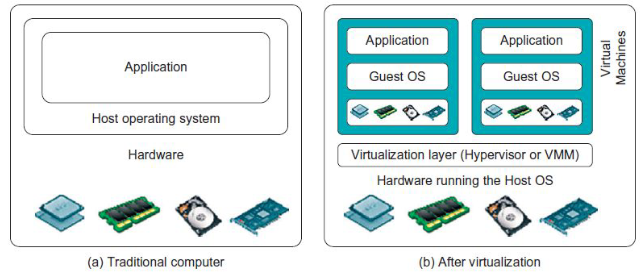 Application
Host operating system
Hardware
(a) Traditional computer
Application
Guest OS
Application
Guest OS
Virtual
Machines
Virtualization layer (Hypervisor or VMM)
Hardware running the Host OS
(b) After virtualization